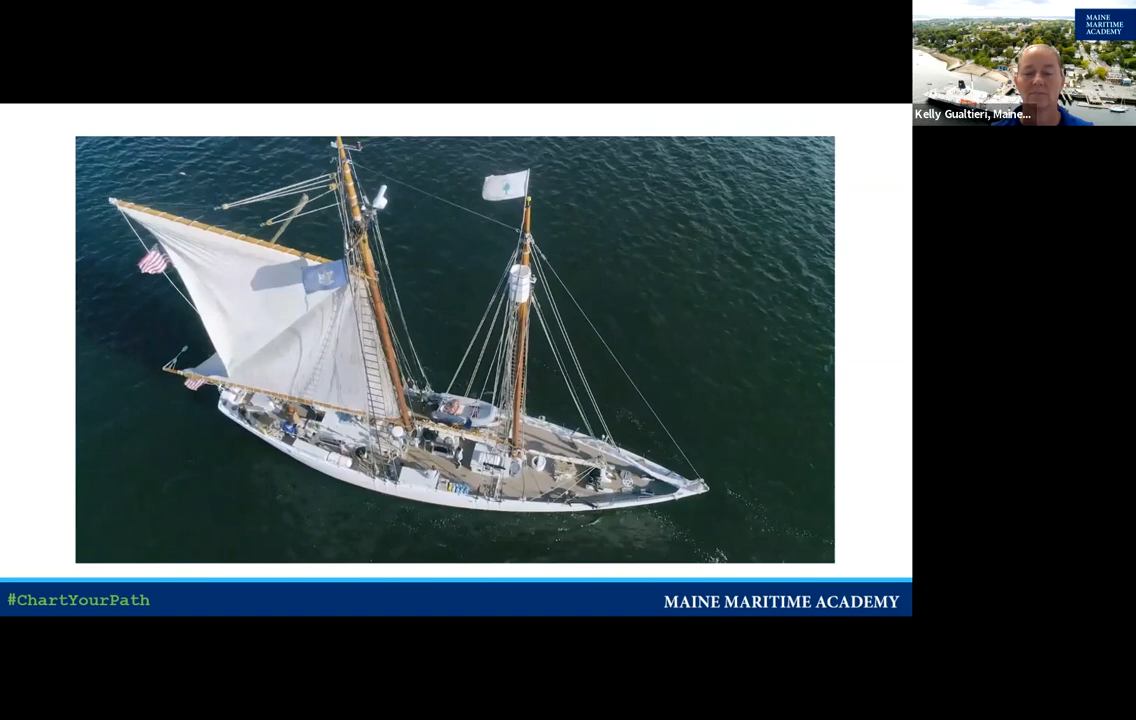 MAINE
MARITIME
ACADEMY
Kelly Gualtieri, Maine...
#ChartYourPath
MAINE MARITIME ACADEMY